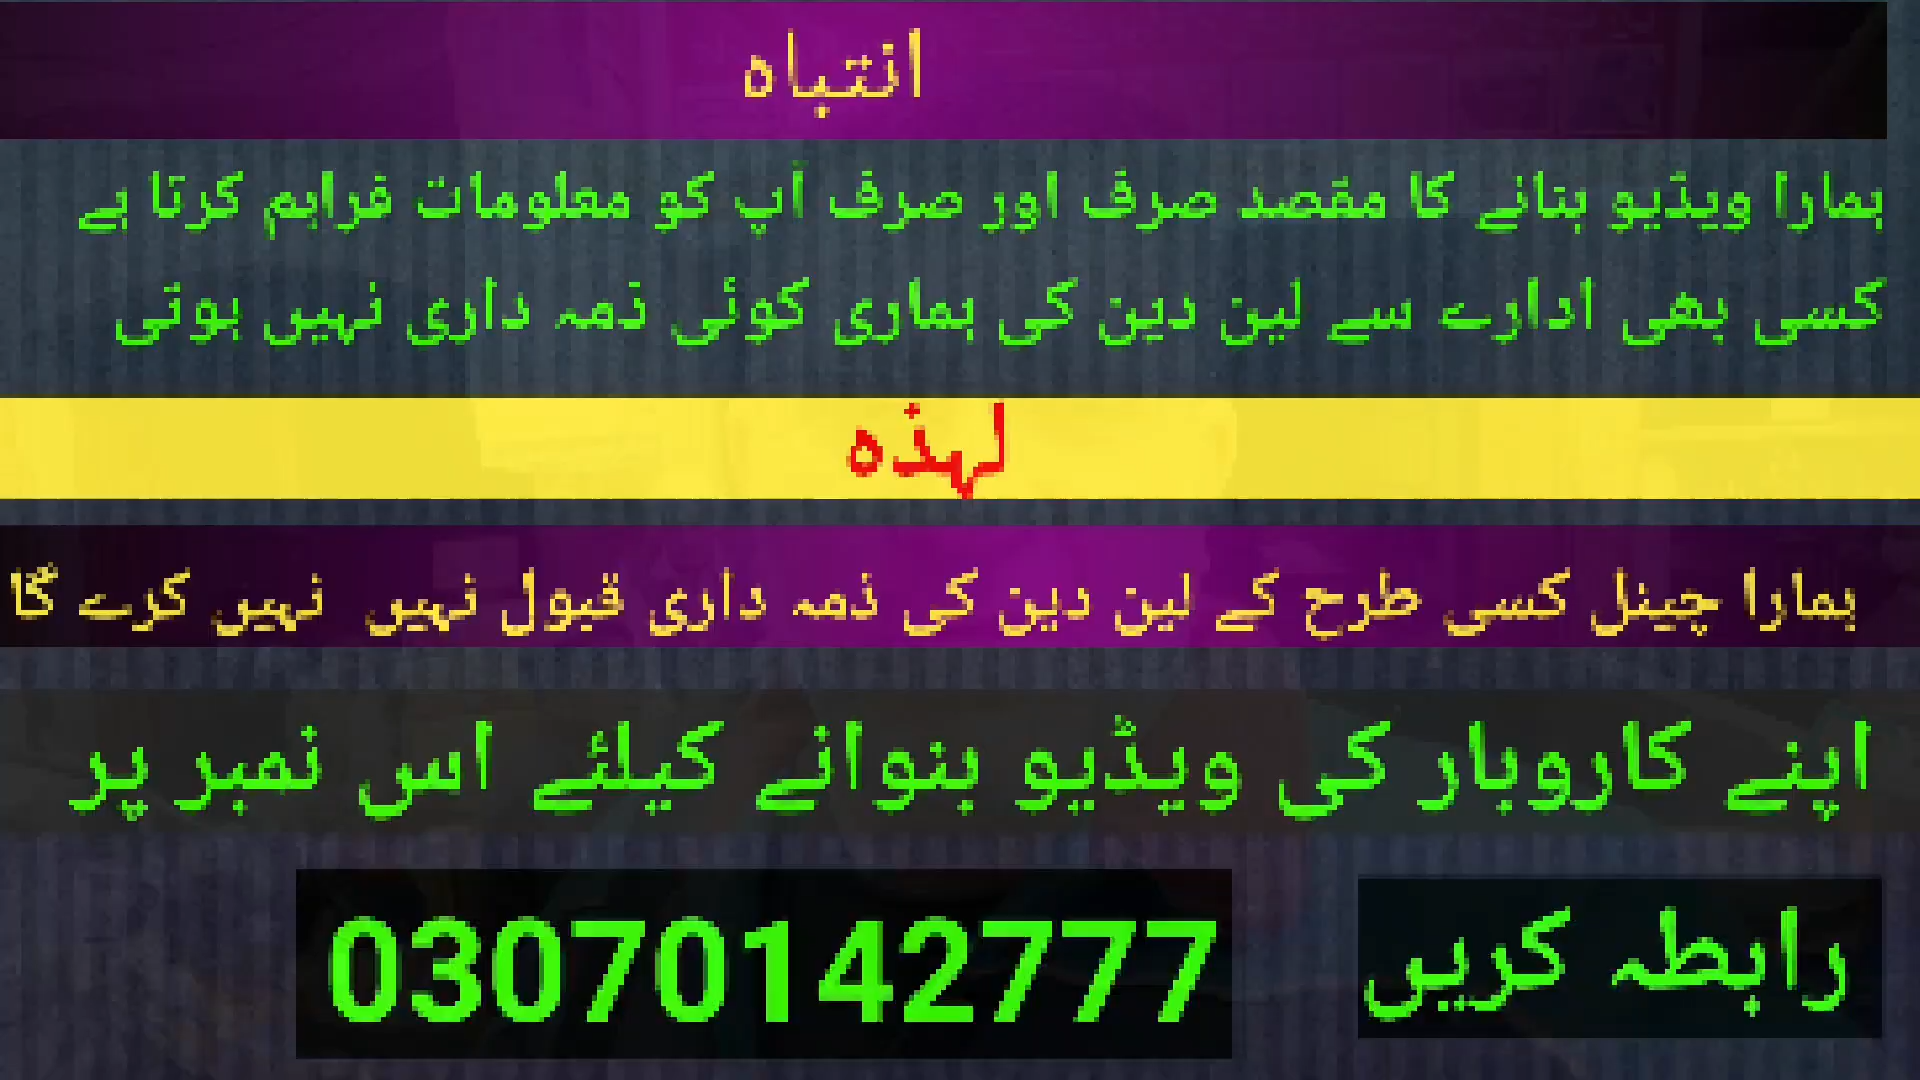 انتباہ
ہمارا ویڈیو بنانے کا مقصد صرف اور صرف آپ کو معلومات فراہم کرتا ہے
کسی بھی ادارے سے لین دین کی ہماری کوئی ذمہ داری نہیں ہوتی
لہذہ
ہمارا چینل کسی طرح کے لین دین کی ذمہ داری قبول نہیں نہیں کرے گا
اپنے کاروبار کی ویڈیو بنوانے کیلئے اس نمبر پر
رابطہ کریں 03070142777